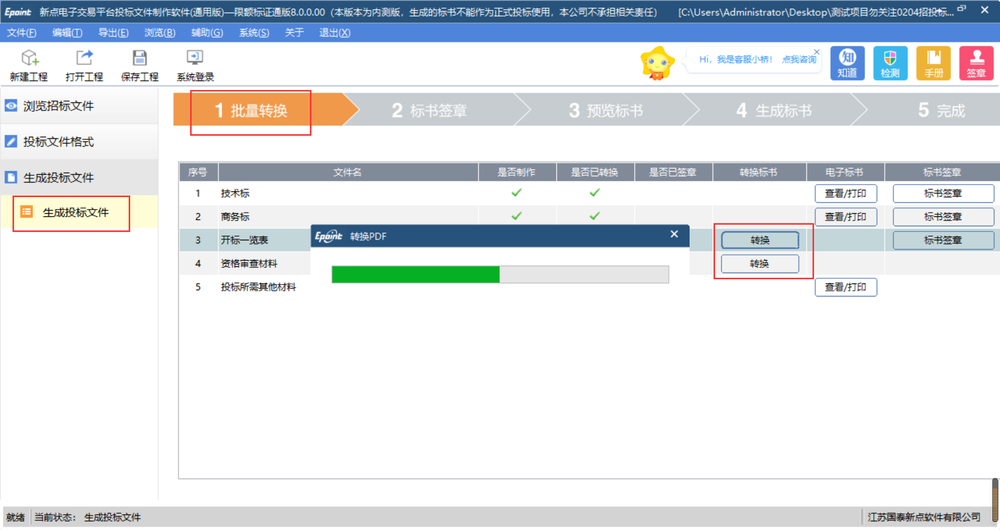 Epoint 新点电子交易平台投标文件制作软件(通用版)—限额标证通版8.0.0.00（本版本为内测版，生成的标书不能作为正式投标使用，本公司不承担相关责任） [C:\Users\Administrator\Desktop\测试项目勿关注0204招投标...
文件(F) 编辑(T) 导出(E) 浏览(B) 辅助(G) 系统(S) 关于 退出(X)
新建工程 打开工程 保存工程 系统登录
Hi，我是客服小桥！ 点我咨询
知
知道 检测 手册 签章
浏览招标文件
投标文件格式
生成投标文件
生成投标文件
1 批量转换 2 标书签章 3 预览标书 4 生成标书 5 完成
序号 文件名 是否制作 是否已转换 是否已签章 转换标书 电子标书 标书签章
1 技术标 查看/打印 标书签章
2 商务标 查看/打印 标书签章
3 开标一览表 转换 标书签章
4 资格审查材料 转换
5 投标所需其他材料 查看/打印
Epoint 转换PDF
就绪 当前状态： 生成投标文件 江苏国泰新点软件有限公司